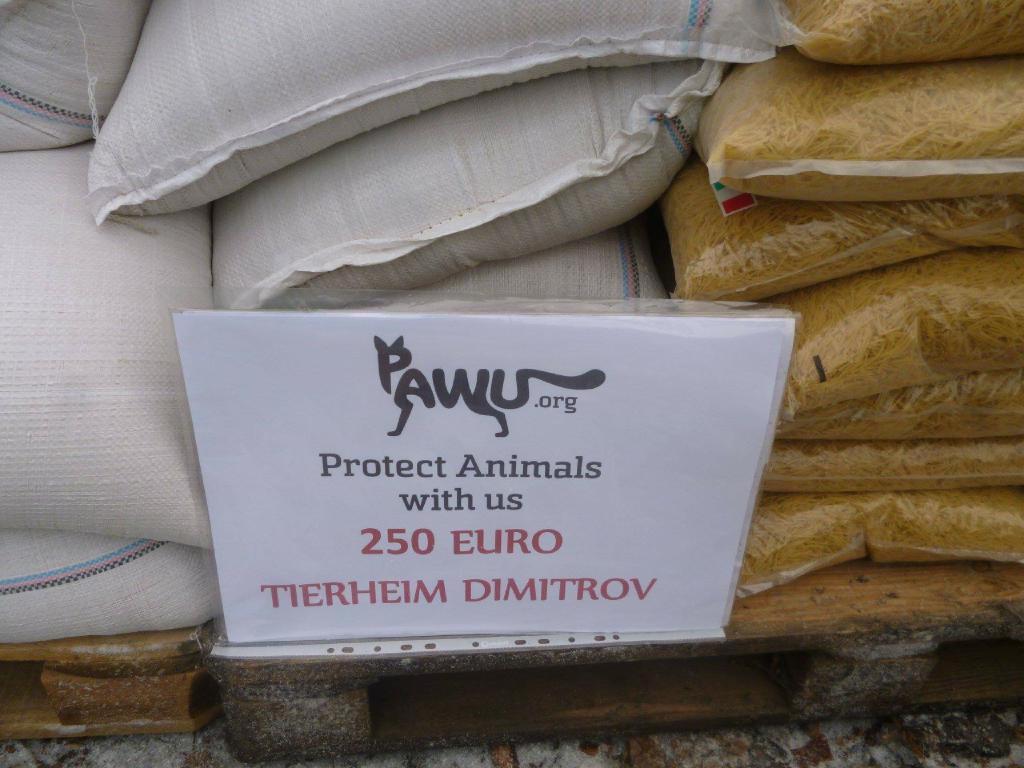 PAWU.org
Protect Animals
with us
250 EURO
TIERHEIM DIMITROV